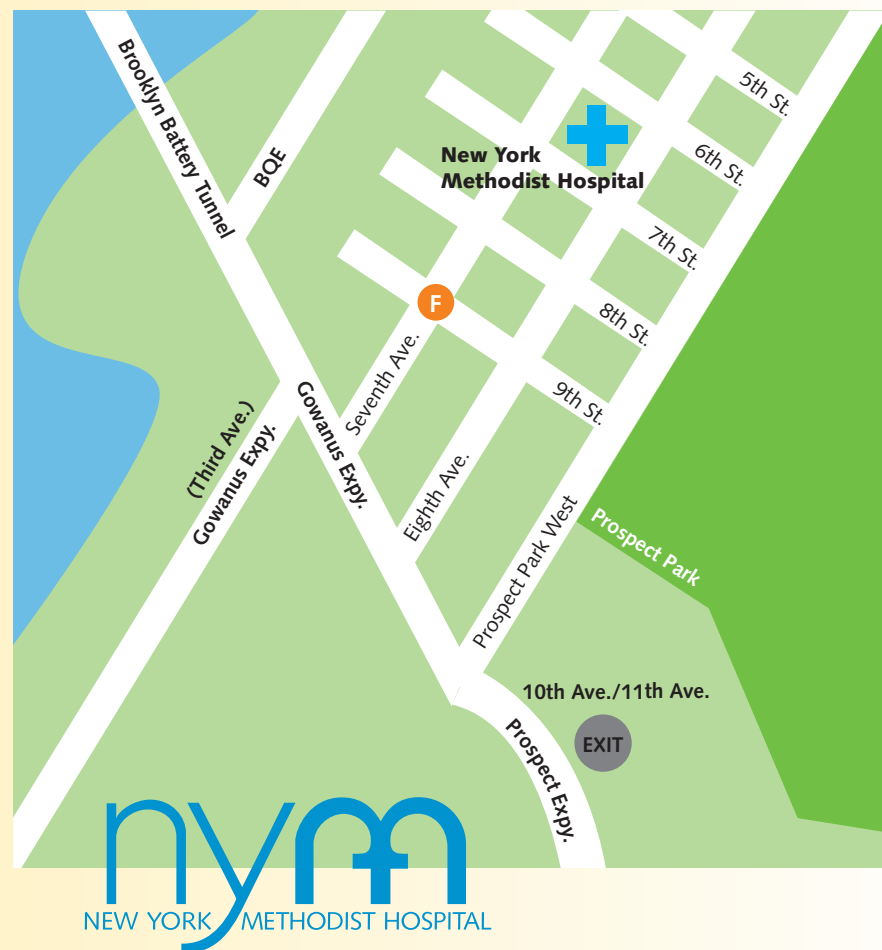 Brooklyn Battery Tunnel
BQE
New York
Methodist Hospital
5th St.
6th St.
7th St.
8th St.
9th St.
F
Seventh Ave.
Eighth Ave.
Gowanus Expy.
(Third Ave.)
Gowanus Expy.
Prospect Park West
Prospect Park
10th Ave./11th Ave.
EXIT
Prospect Expy.
nym
NEW YORK METHODIST HOSPITAL